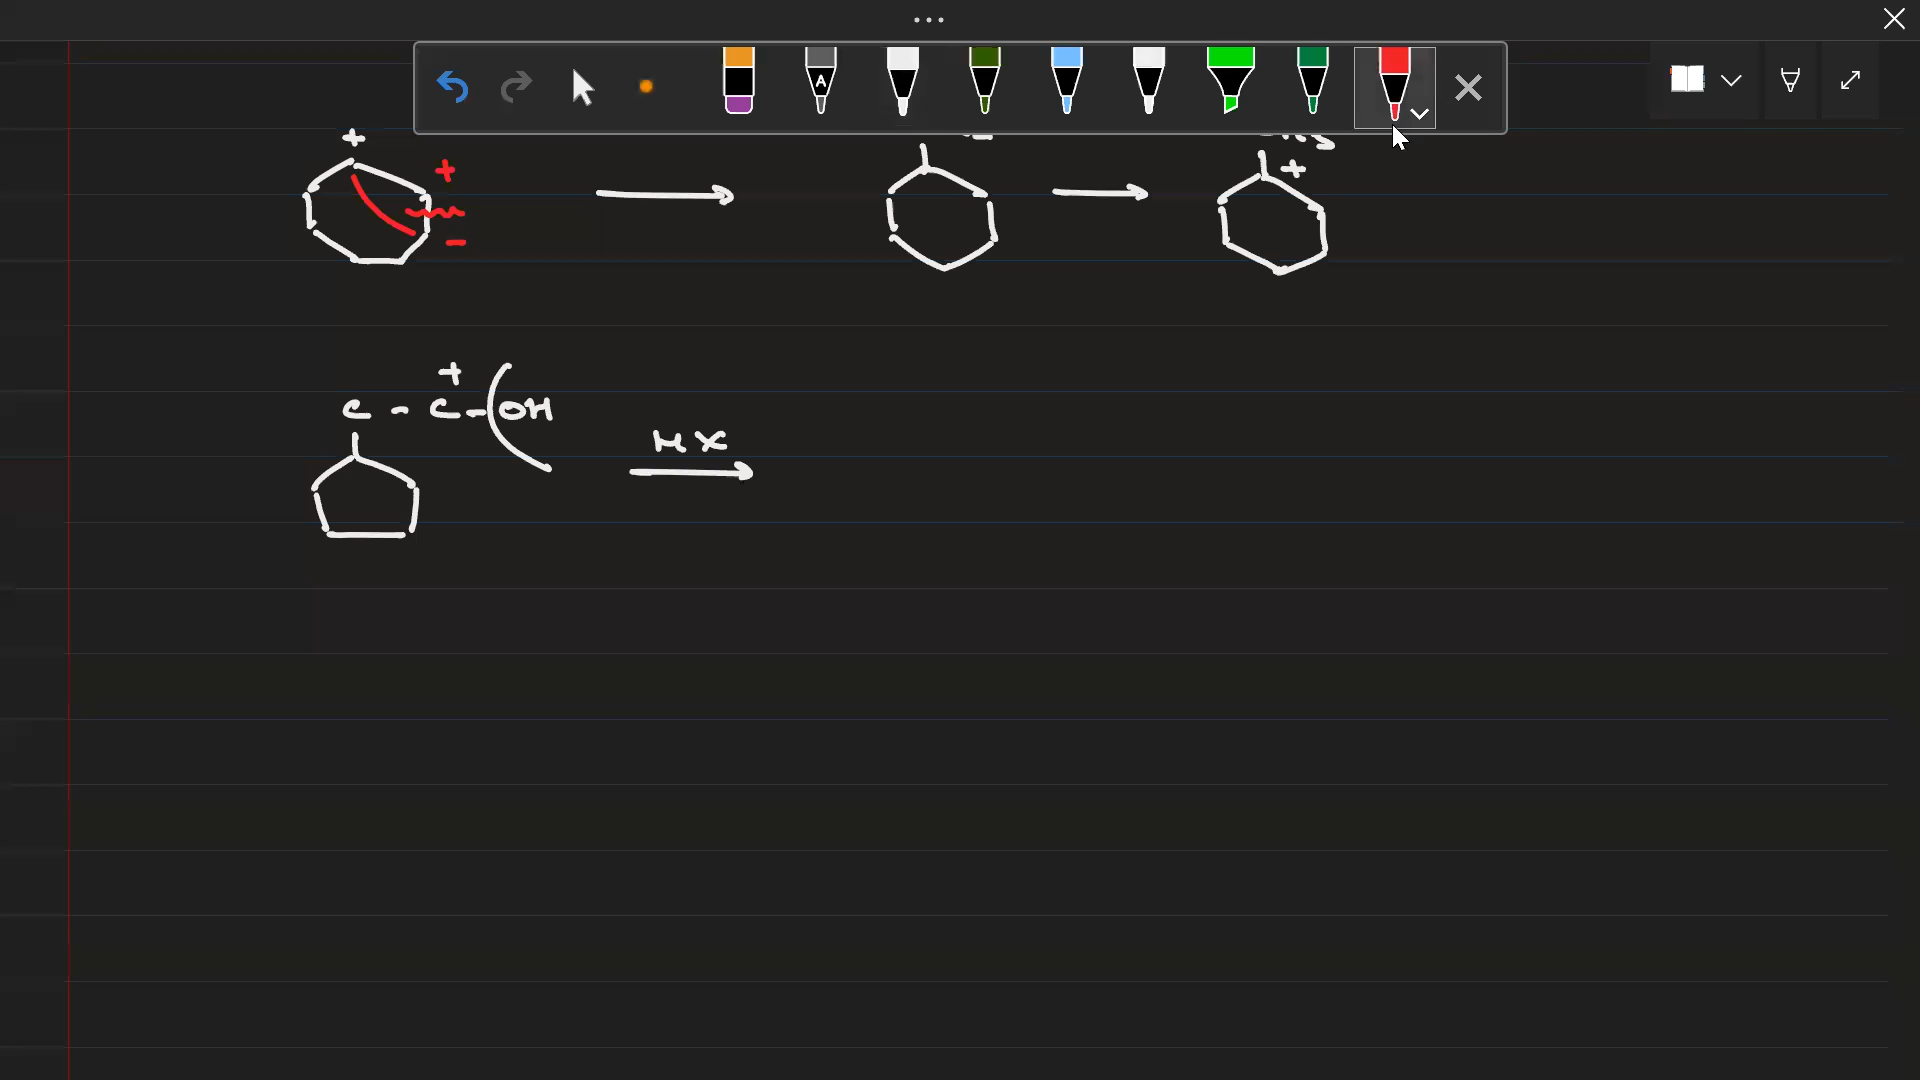 A
+
+
+
-
+
C - C - OH
HX